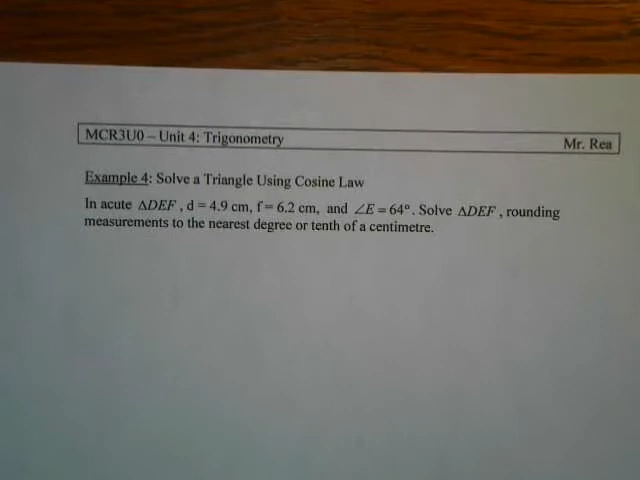 MCR3U0 – Unit 4: Trigonometry Mr. Rea
Example 4: Solve a Triangle Using Cosine Law
In acute ΔDEF , d = 4.9 cm, f = 6.2 cm, and ∠E = 64°. Solve ΔDEF , rounding
measurements to the nearest degree or tenth of a centimetre.